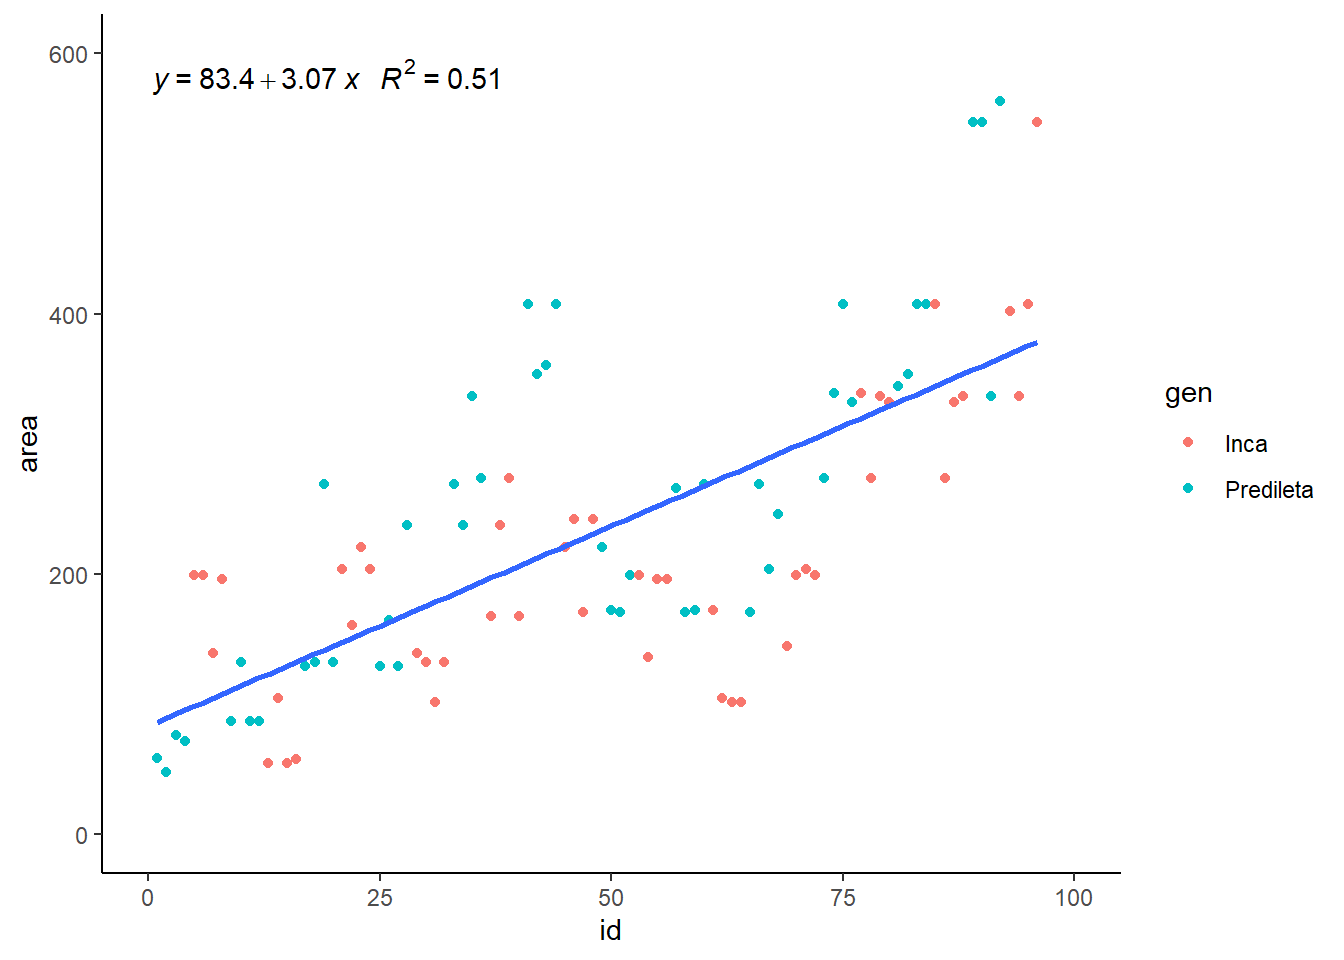 y = 83.4 + 3.07 x R² = 0.51
600
400
200
0
area
0 25 50 75 100
id
gen
Inca
Predileta